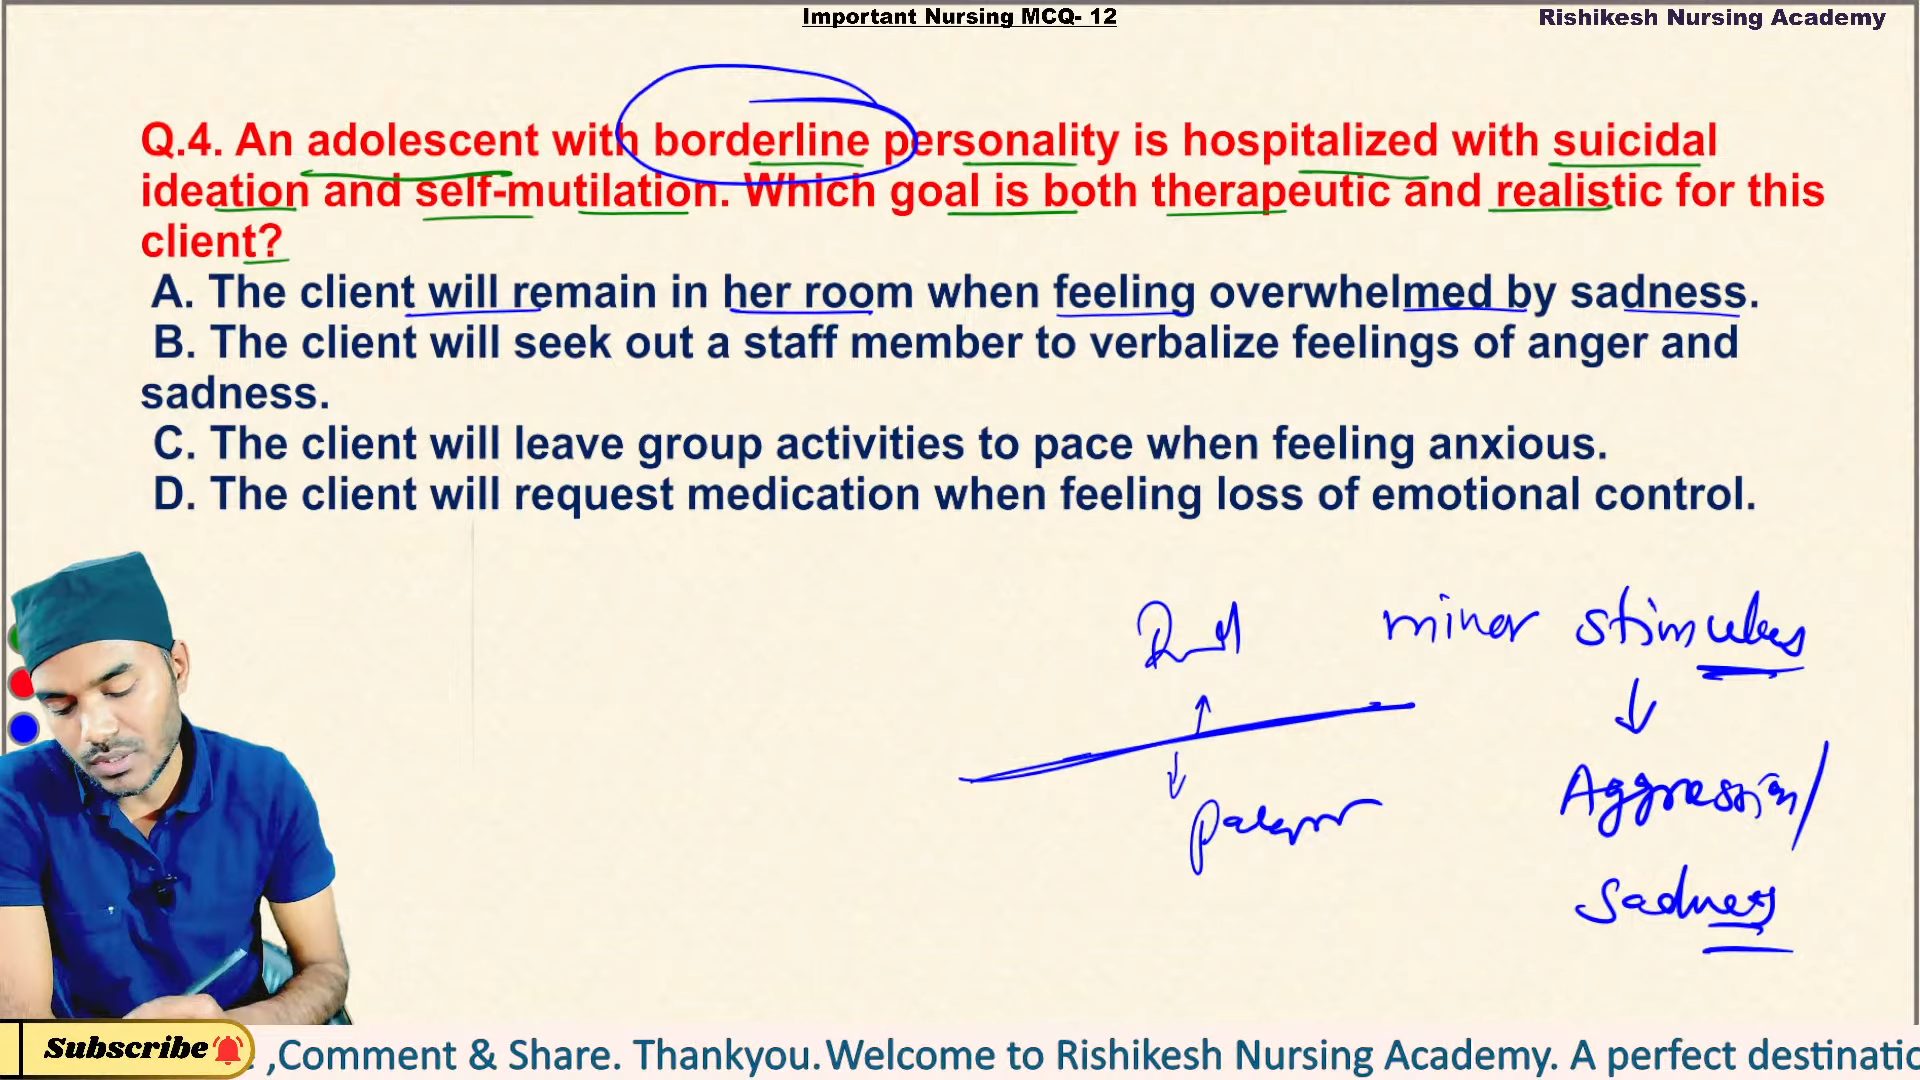 Important Nursing MCQ- 12
Rishikesh Nursing Academy
Q.4. An adolescent with borderline personality is hospitalized with suicidal
ideation and self-mutilation. Which goal is both therapeutic and realistic for this
client?
A. The client will remain in her room when feeling overwhelmed by sadness.
B. The client will seek out a staff member to verbalize feelings of anger and
sadness.
C. The client will leave group activities to pace when feeling anxious.
D. The client will request medication when feeling loss of emotional control.
minor stimulus
Aggression/
Sadness
Subscribe
,Comment & Share. Thankyou. Welcome to Rishikesh Nursing Academy. A perfect